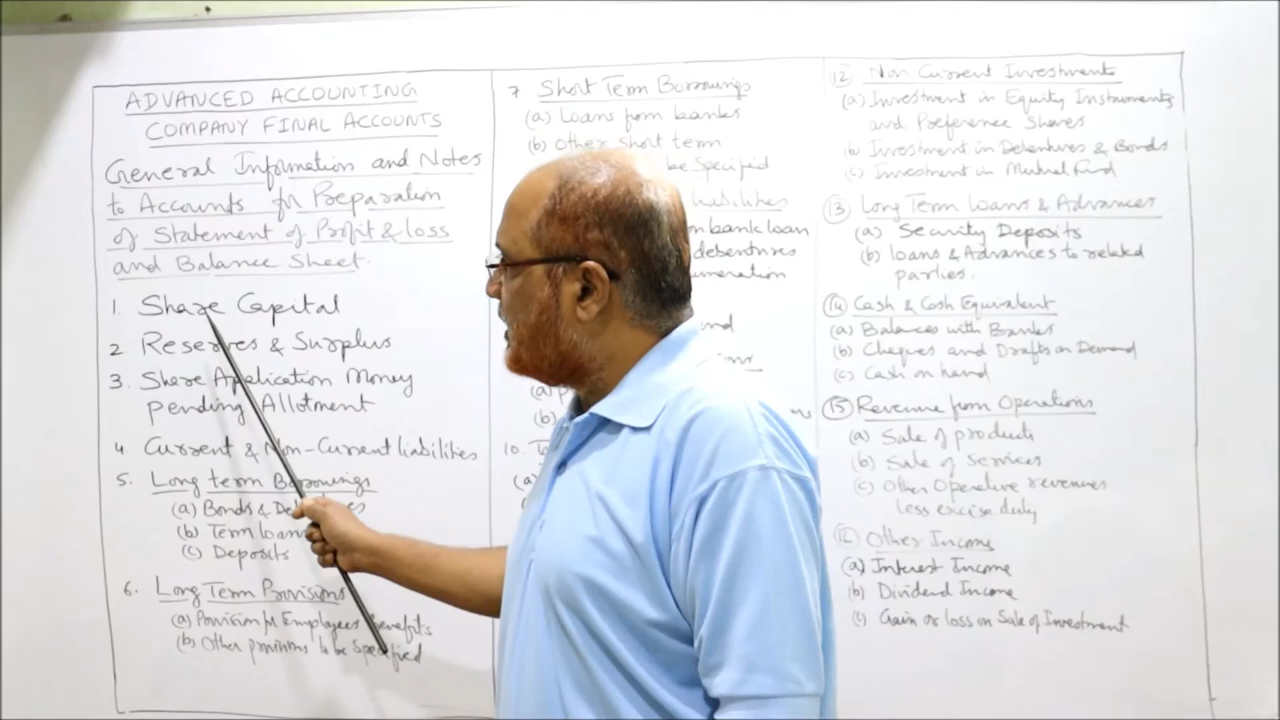 ADVANCED ACCOUNTING
COMPANY FINAL ACCOUNTS
General Information and Notes
to Accounts for Preparation
of Statement of Profit & loss
and Balance Sheet.
1. Share Capital
2 Reserves & Surplus
3. Share Application Money
pending Allotment
4. Current & Non-Current liabilities
5. Long term Borrowings
(a) Bonds &
(b) Term loans
(c) Deposits
6. Long Term Provisions
(a) Provision for Employees benefits
(b) Other provisions to be Specified
7 Short Term Borrowings
(a) Loans from banks
(b) Other Short term
be Specified
liabilities
bank loan
debentures
10.
(a)
(12) Non Current Investments
(a) Investment in Equity Instruments
and Preference Shares
(b) Investment in Debentures & Bonds
(c) Investment in Mutual Fund
(13) Long Term loans & Advances
(a) Security Deposits
(b) loans & Advances to related
parties.
(14) Cash & Cash Equivalent
(a) Balances with Banks
(b) Cheques and Drafts on Demand
(c) Cash on hand
(15) Revenue from Operations
(a) Sale of products
(b) Sale of Services
(c) Other Operative revenues
less excise duty
(16) Other Income
(a) Interest Income
(b) Dividend Income
(c) Gain or loss on Sale of Investment